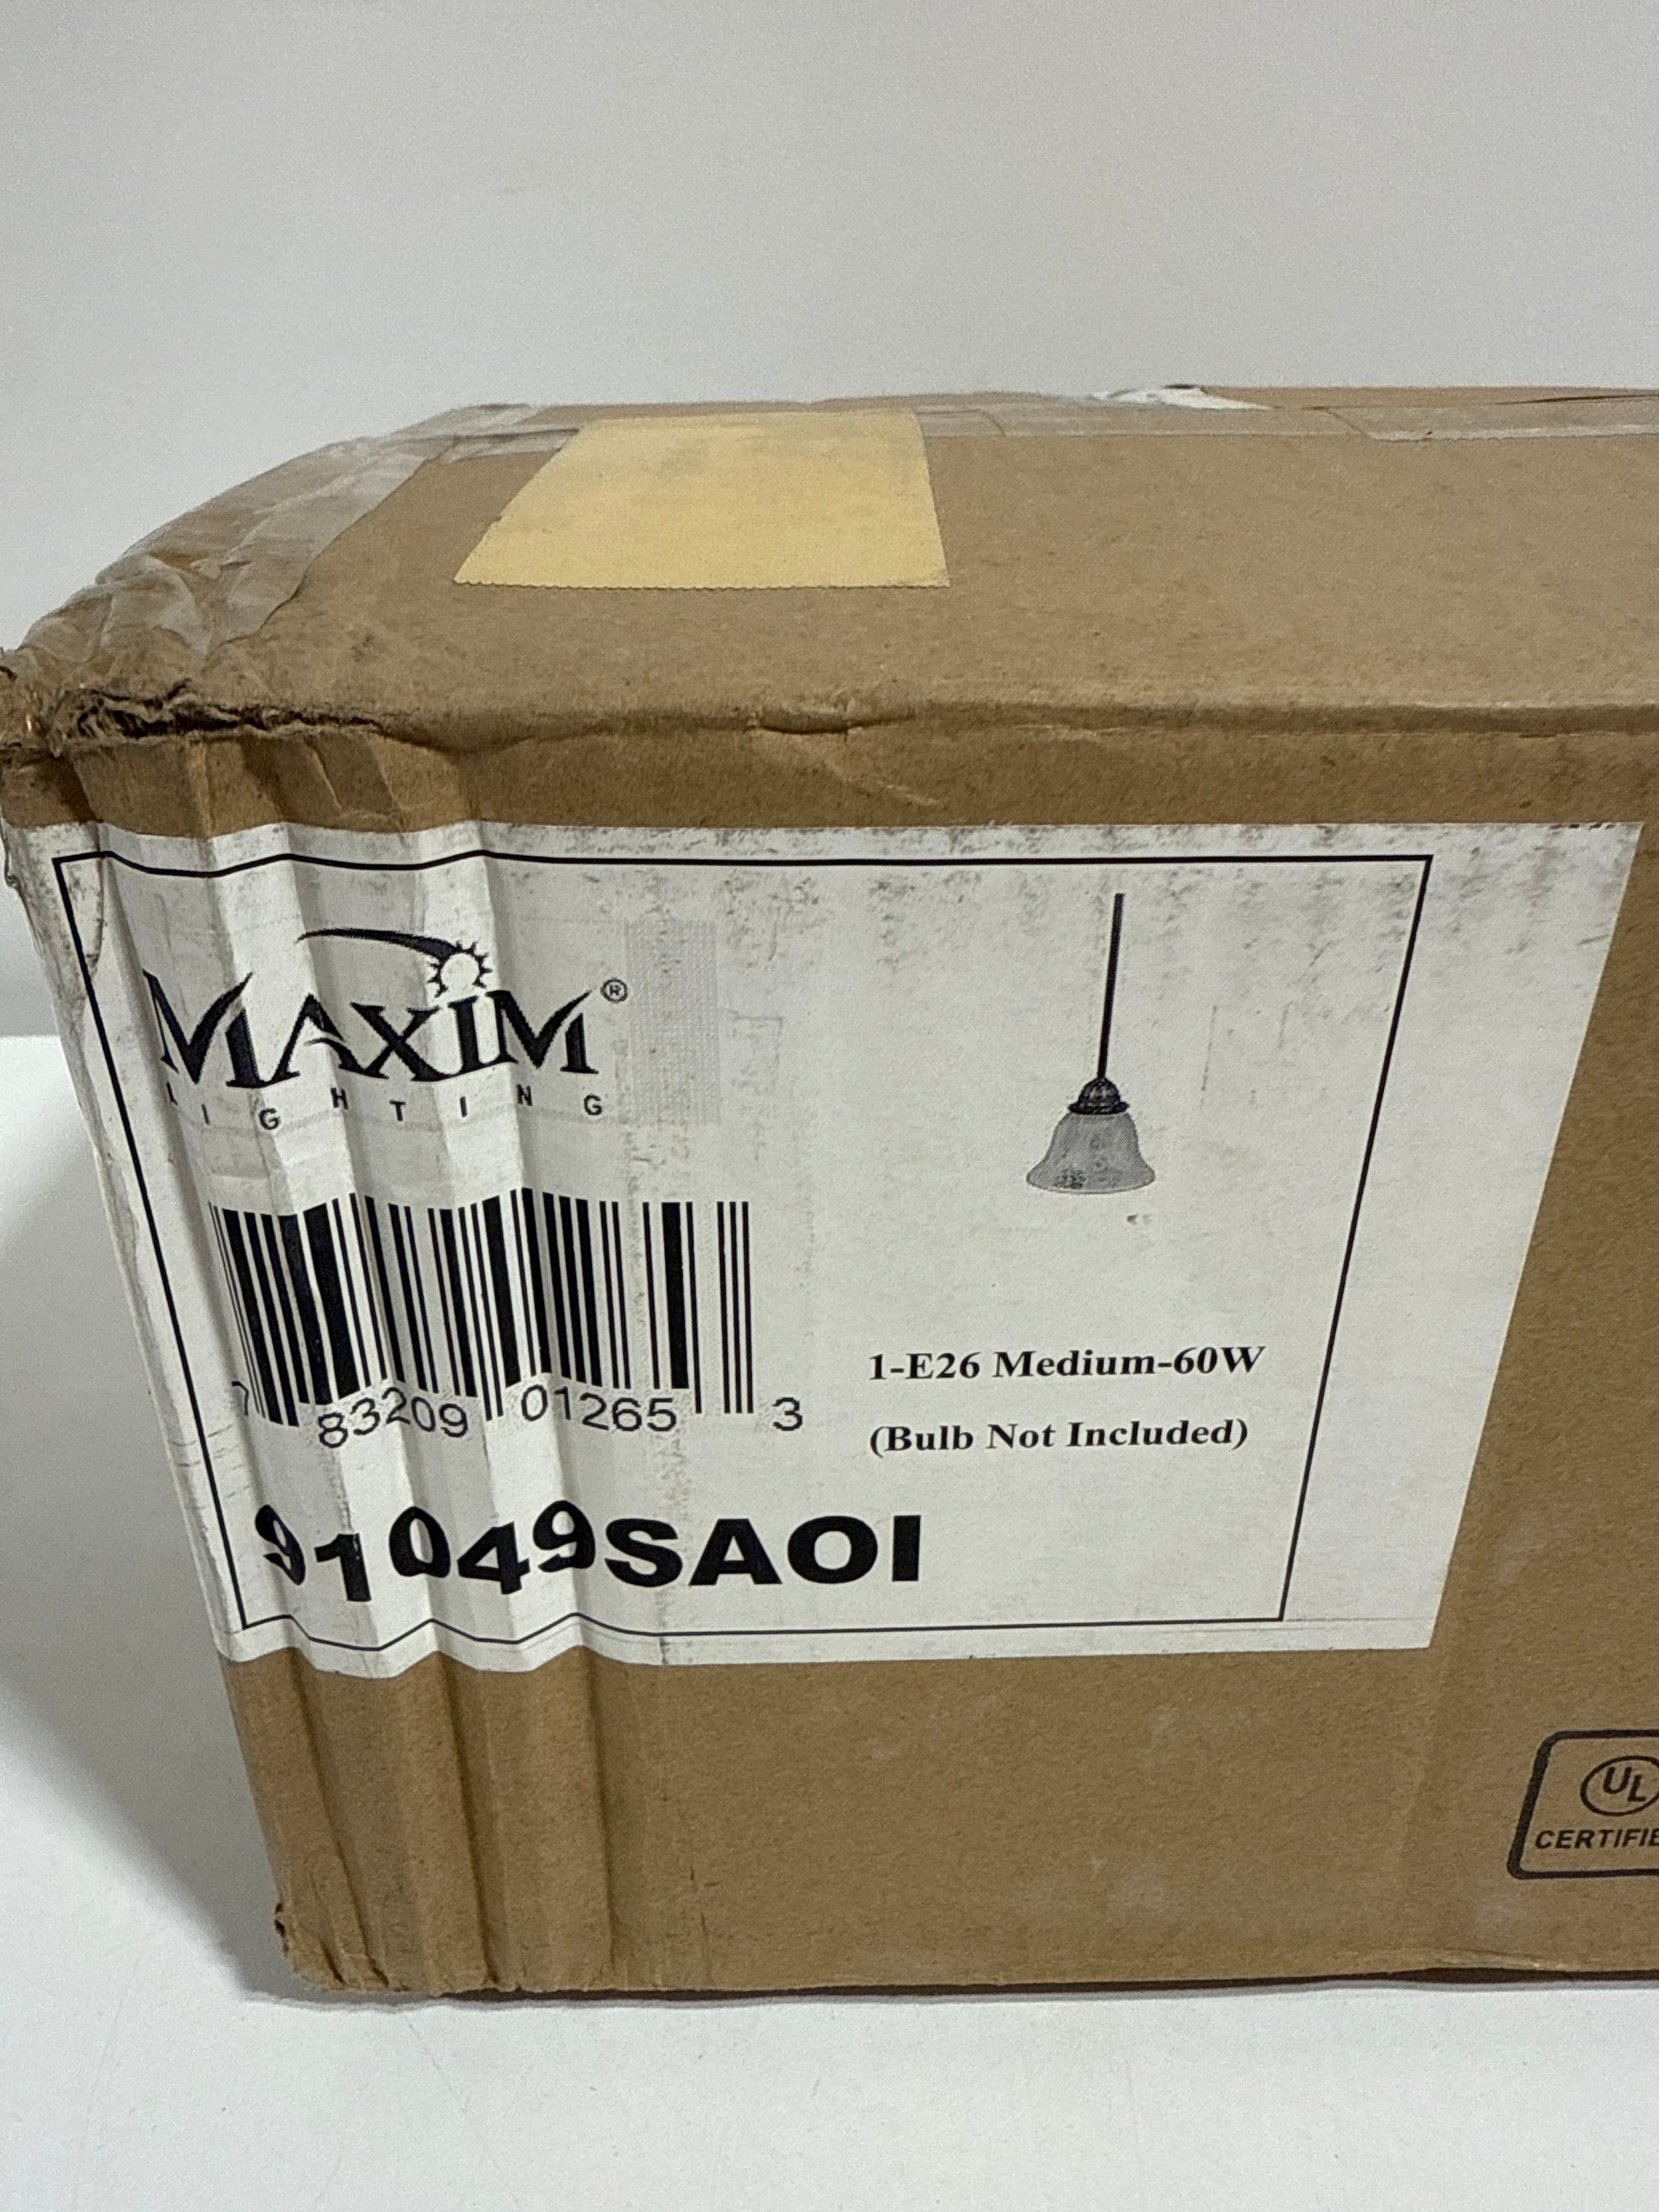 MAXIM®
LIGHTING
7 83209 01265 3
1-E26 Medium-60W
(Bulb Not Included)
91049SAOI
UL
CERTIFIE